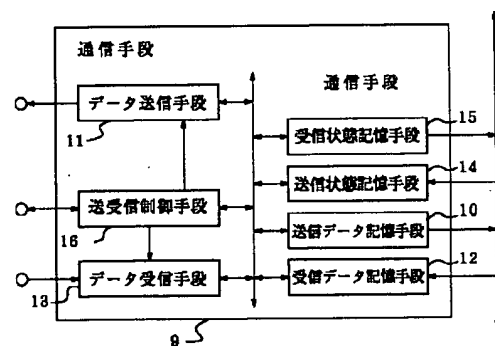 通信手段
通信手段
データ送信手段
11
受信状態記憶手段
15
送信状態記憶手段
14
送受信制御手段
16
送信データ記憶手段
10
データ受信手段
13
受信データ記憶手段
12
9